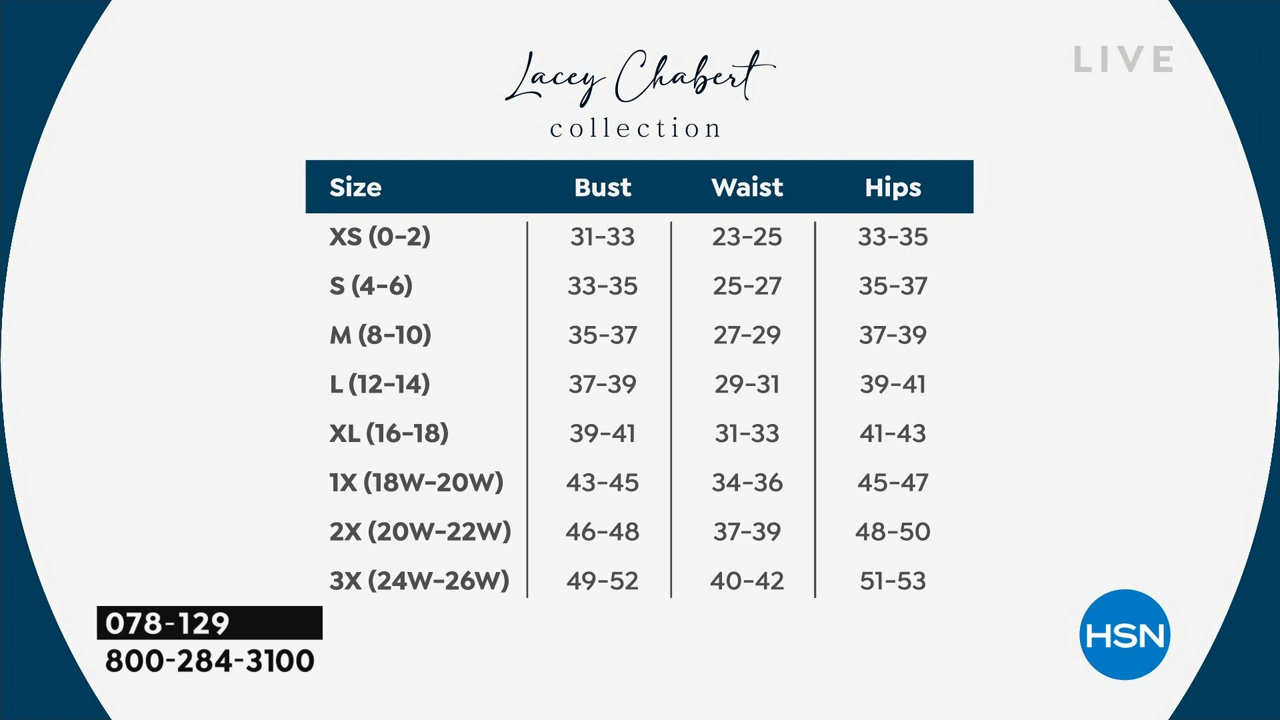 LIVE
Lacey Chabert
collection
Size Bust Waist Hips
XS (0-2) 31-33 23-25 33-35
S (4-6) 33-35 25-27 35-37
M (8-10) 35-37 27-29 37-39
L (12-14) 37-39 29-31 39-41
XL (16-18) 39-41 31-33 41-43
1X (18W-20W) 43-45 34-36 45-47
2X (20W-22W) 46-48 37-39 48-50
3X (24W-26W) 49-52 40-42 51-53
078-129
800-284-3100
HSN